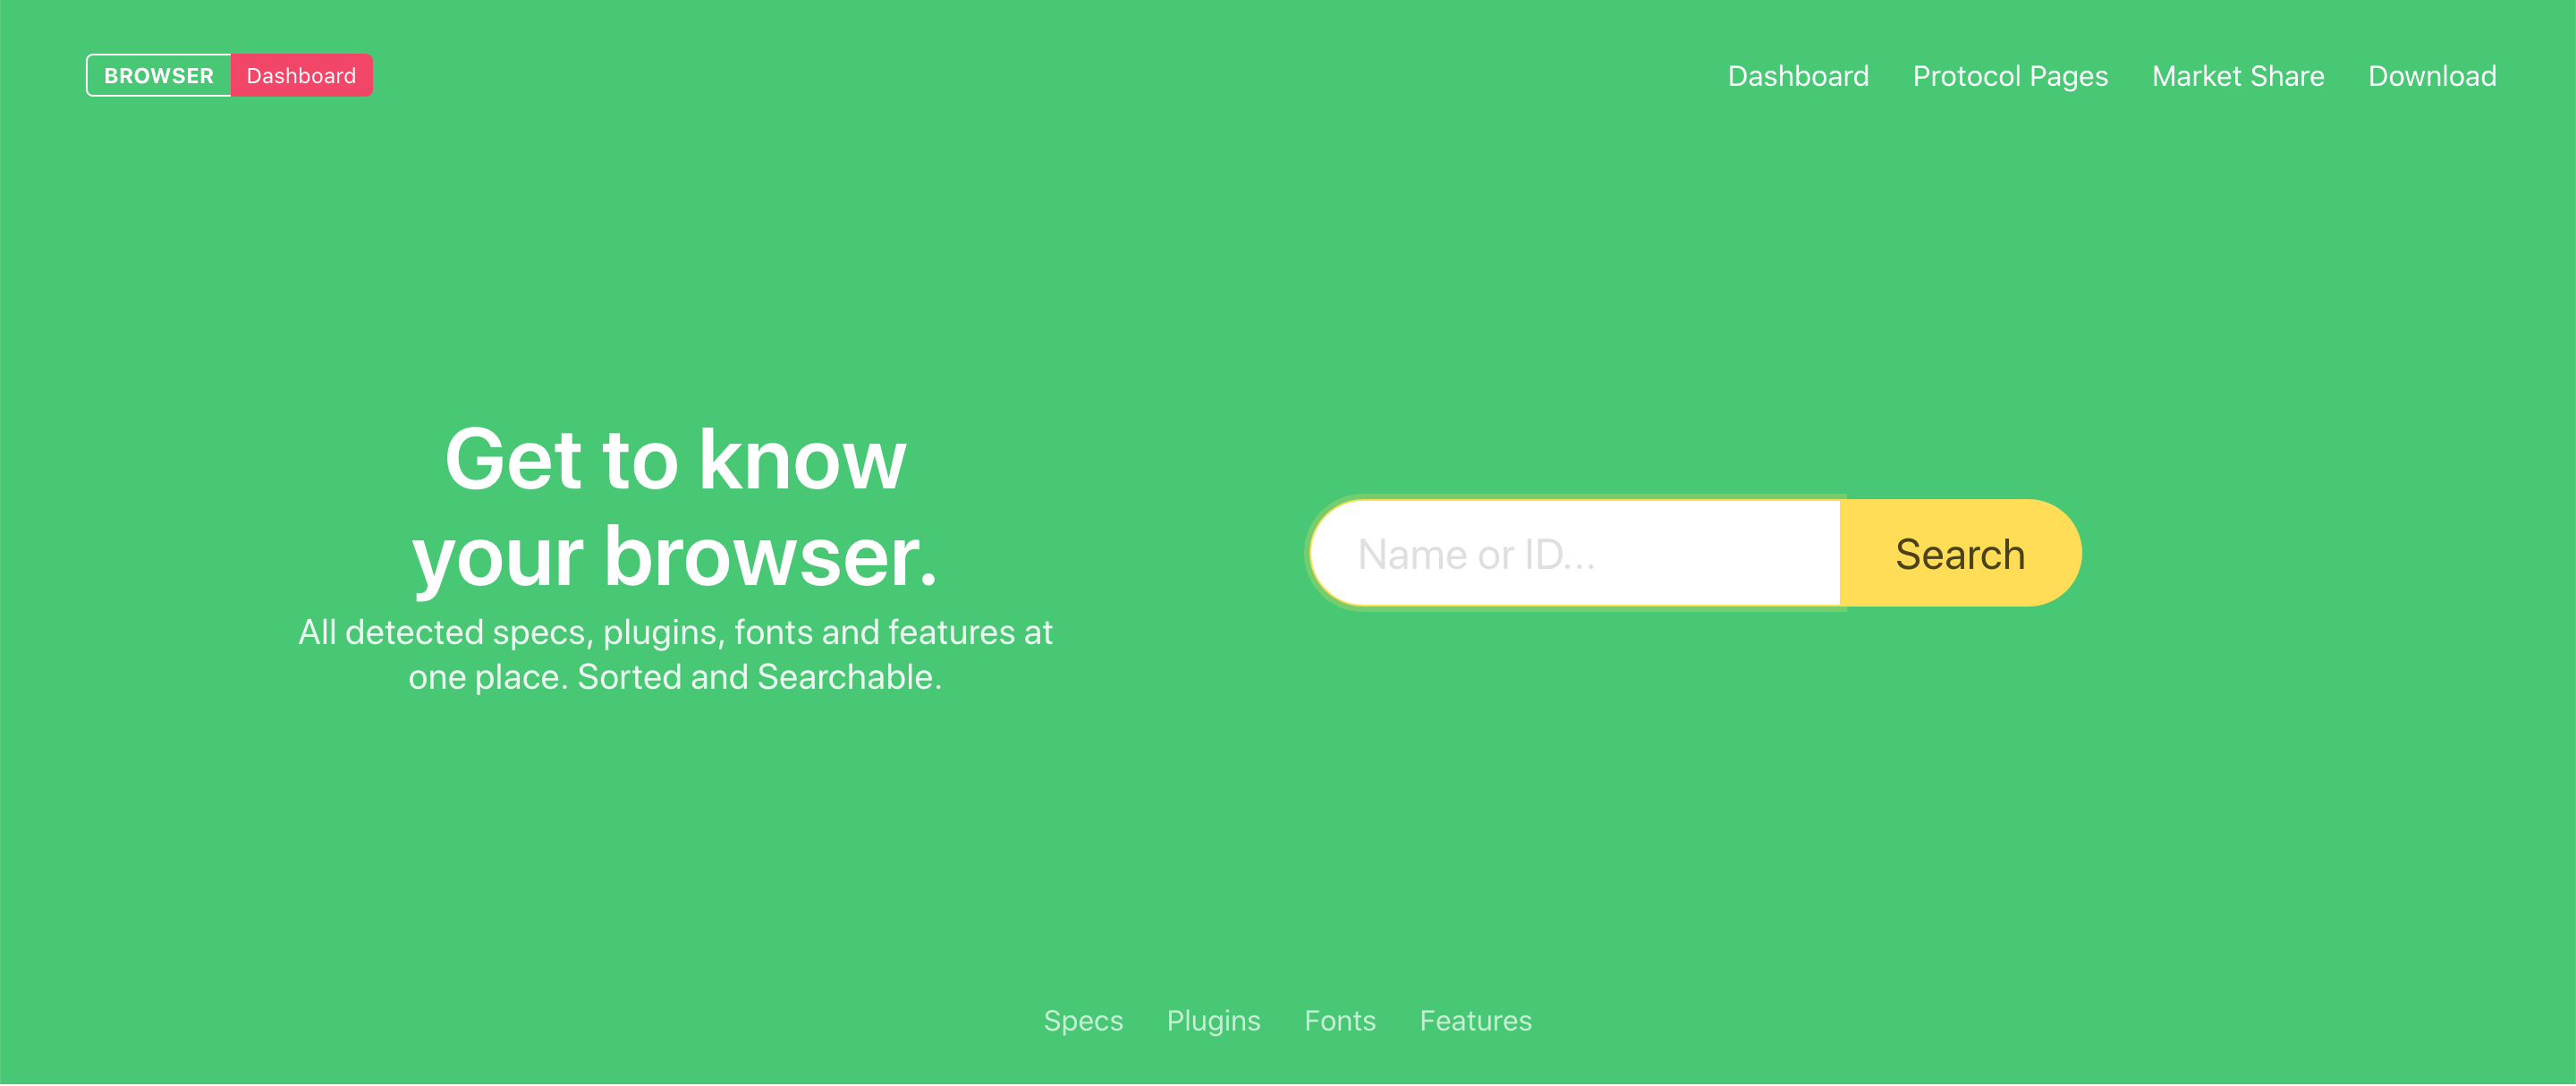 BROWSER Dashboard
Dashboard Protocol Pages Market Share Download
Get to know
your browser.
All detected specs, plugins, fonts and features at
one place. Sorted and Searchable.
Name or ID... Search
Specs Plugins Fonts Features